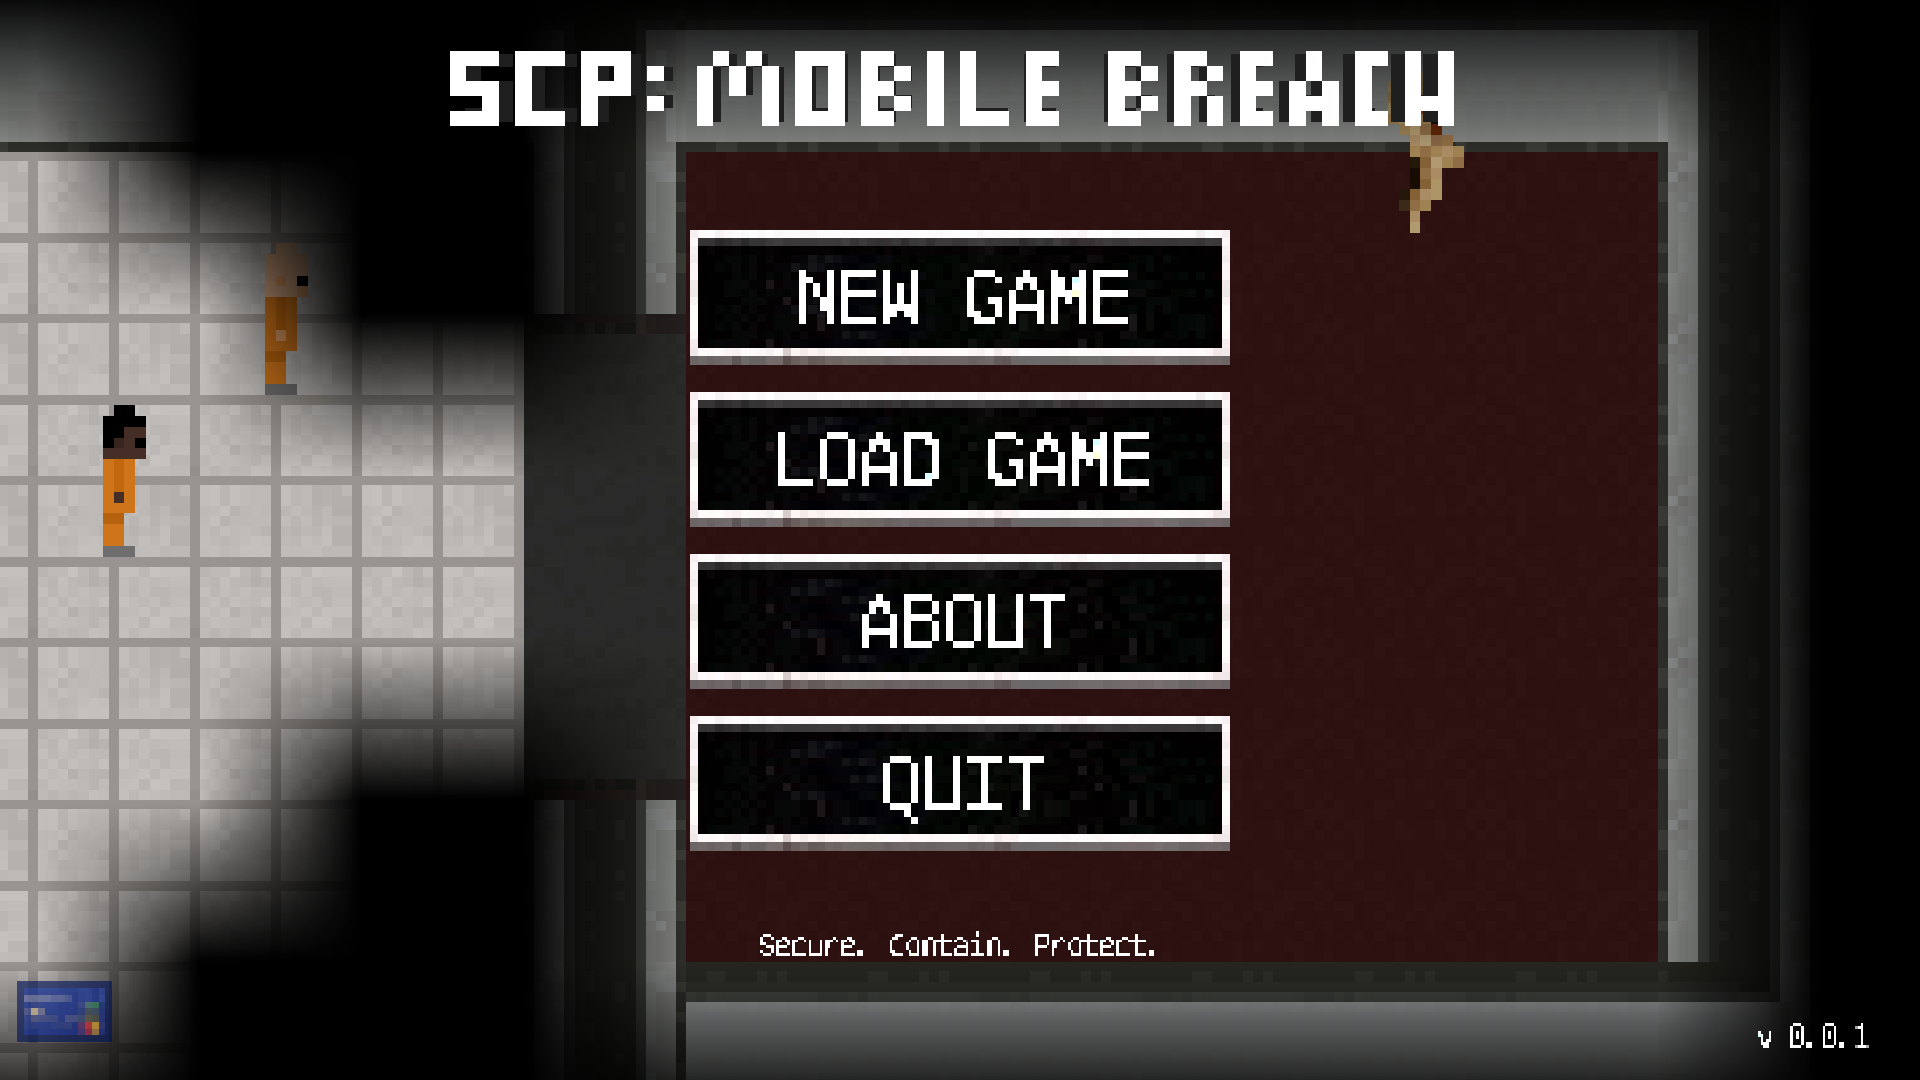 SCP: MOBILE BREACH
NEW GAME
LOAD GAME
ABOUT
QUIT
Secure. Contain. Protect.
v 0.0.1